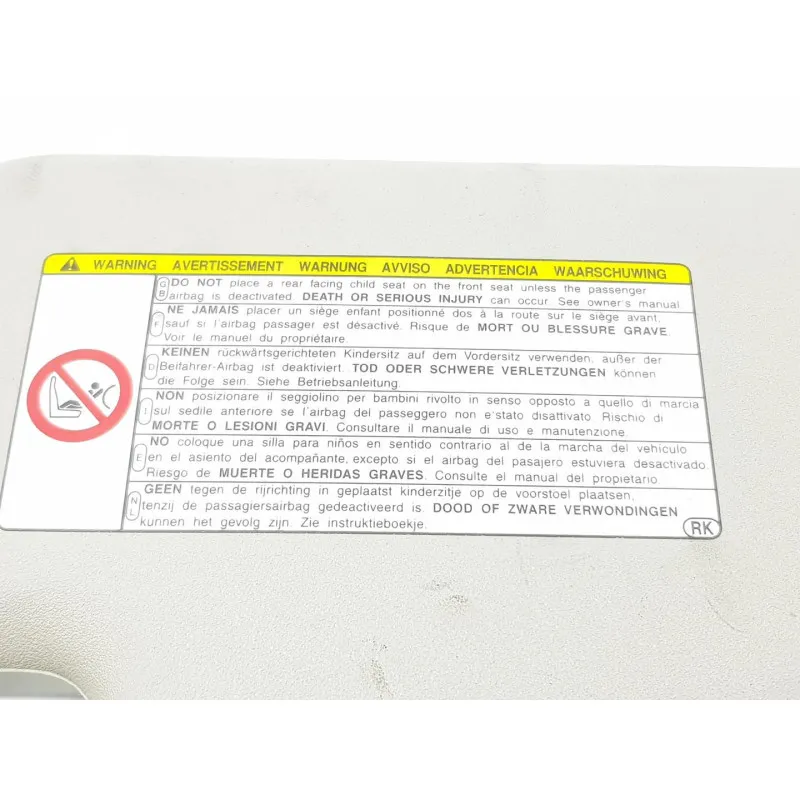 WARNING AVERTISSEMENT WARNUNG AVVISO ADVERTENCIA WAARSCHUWING
GB DO NOT place a rear facing child seat on the front seat unless the passenger
airbag is deactivated DEATH OR SERIOUS INJURY can occur. See owner's manual.
F NE JAMAIS placer un siège enfant positionné dos à la route sur le siège avant,
sauf si l'airbag passager est désactivé. Risque de MORT OU BLESSURE GRAVE.
Voir le manuel du propriétaire.
D KEINEN rückwärtsgerichteten Kindersitz auf dem Vordersitz verwenden, außer der
Beifahrer-Airbag ist deaktiviert. TOD ODER SCHWERE VERLETZUNGEN können
die Folge sein. Siehe Betriebsanleitung.
I NON posizionare il seggiolino per bambini rivolto in senso opposto a quello di marcia
sul sedile anteriore se l'airbag del passeggero non e'stato disattivato. Rischio di
MORTE O LESIONI GRAVI. Consultare il manuale di uso e manutenzione.
E NO coloque una silla para niños en sentido contrario al de la marcha del vehículo
en el asiento del acompañante, excepto si el airbag del pasajero estuviera desactivado.
Riesgo de MUERTE O HERIDAS GRAVES. Consulte el manual del propietario.
NL GEEN tegen de rijrichting in geplaatst kinderzitje op de voorstoel plaatsen,
tenzij de passagiersairbag gedeactiveerd is. DOOD OF ZWARE VERWONDINGEN
kunnen het gevolg zijn. Zie instruktieboekje.
RK